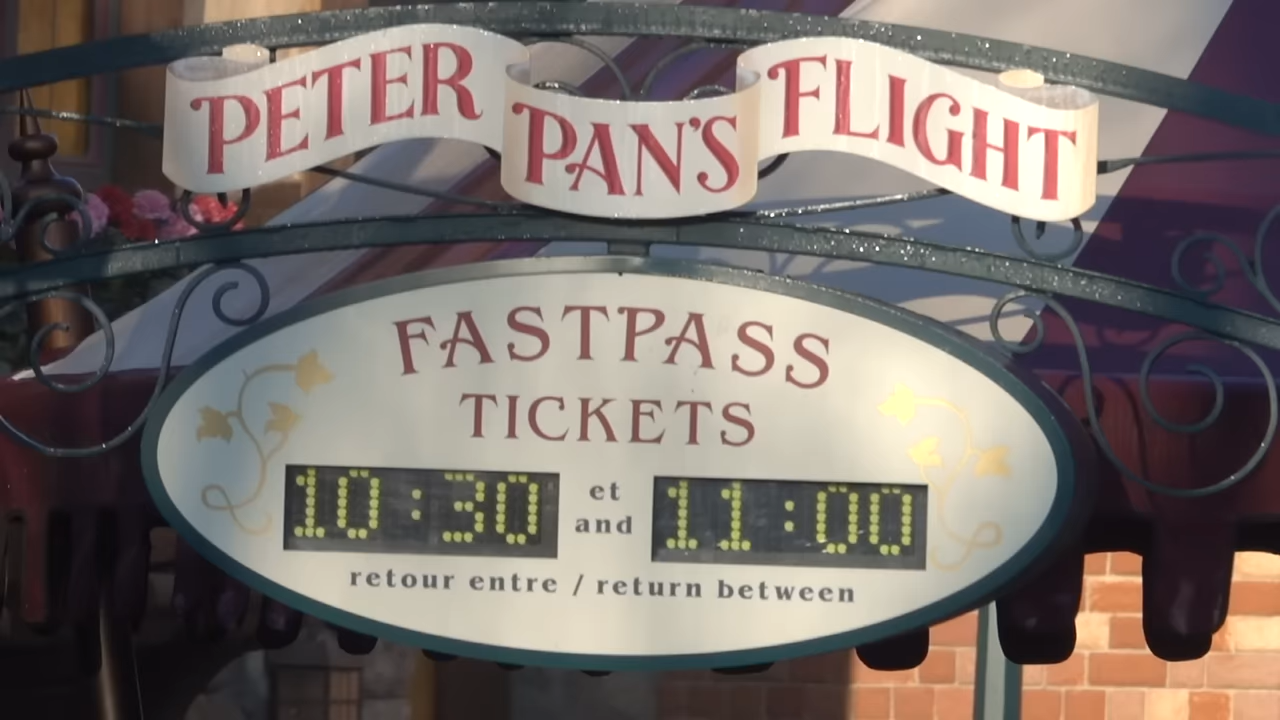 PETER PAN'S FLIGHT
FASTPASS
TICKETS
10:30 et 11:00
and
retour entre / return between